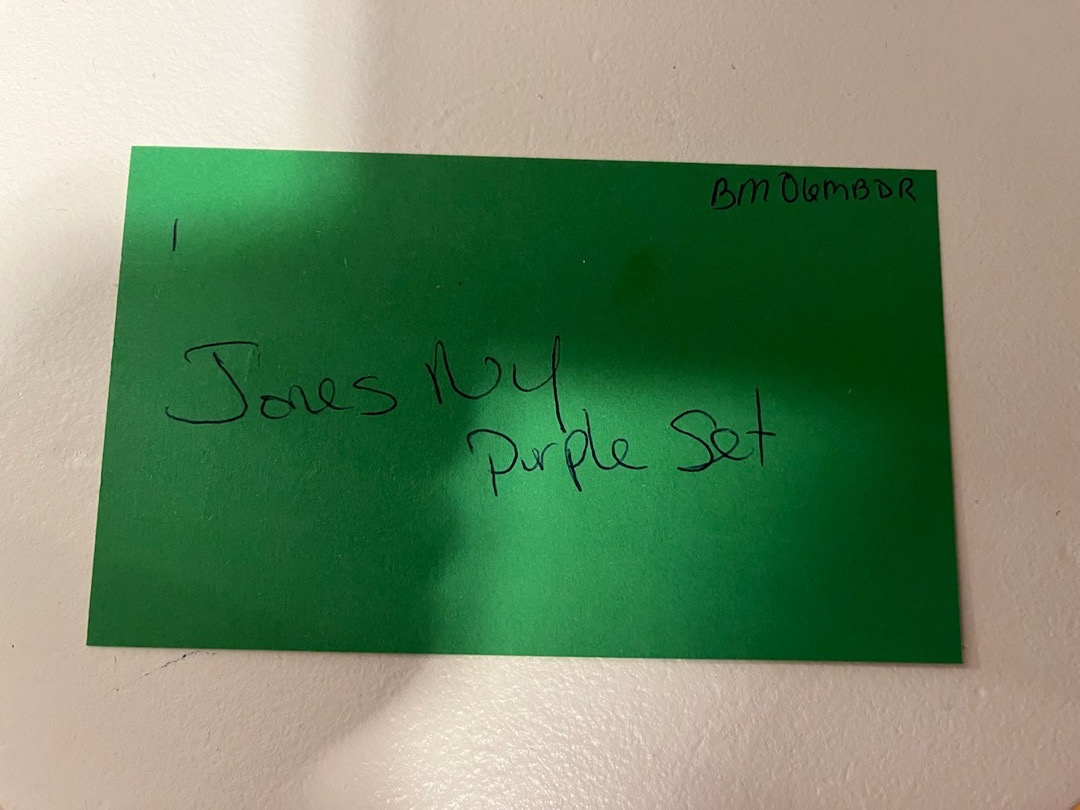 BM06MBDR
1
Jones NY
Purple Set